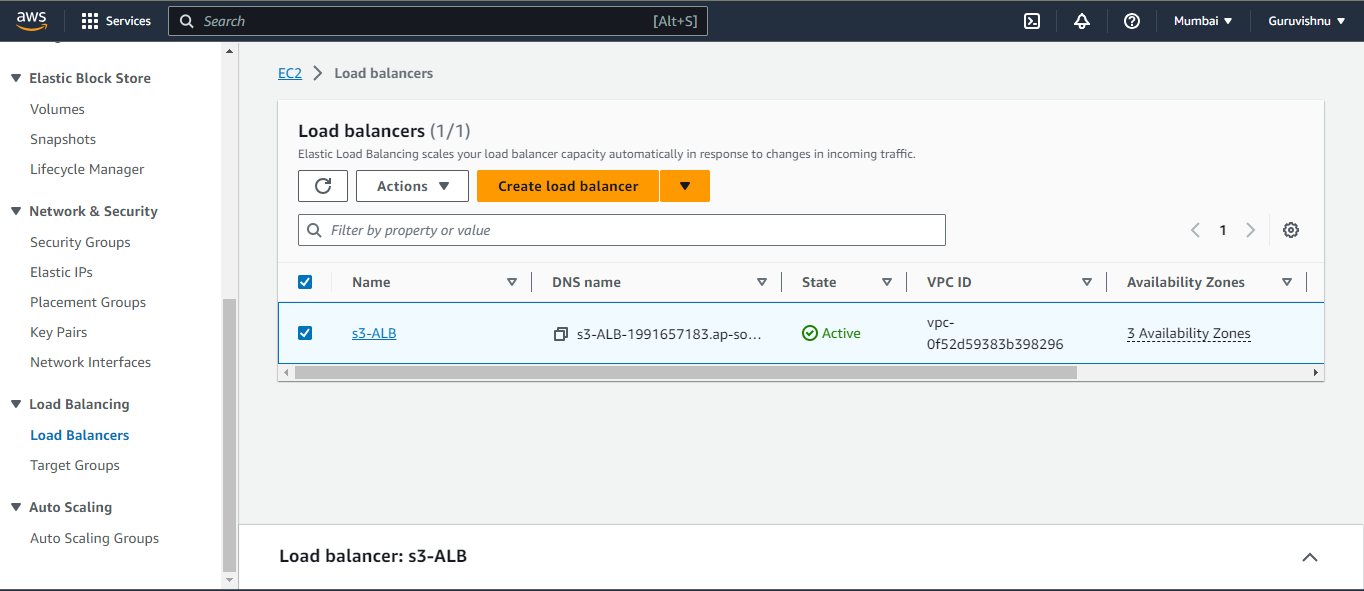 aws
Services
Search
[Alt+S]
Mumbai
Guruvishnu
Elastic Block Store
Volumes
Snapshots
Lifecycle Manager
Network & Security
Security Groups
Elastic IPs
Placement Groups
Key Pairs
Network Interfaces
Load Balancing
Load Balancers
Target Groups
Auto Scaling
Auto Scaling Groups
EC2
Load balancers
Load balancers (1/1)
Elastic Load Balancing scales your load balancer capacity automatically in response to changes in incoming traffic.
Actions
Create load balancer
Filter by property or value
1
Name
DNS name
State
VPC ID
Availability Zones
s3-ALB
s3-ALB-1991657183.ap-so...
Active
vpc-
0f52d59383b398296
3 Availability Zones
Load balancer: s3-ALB